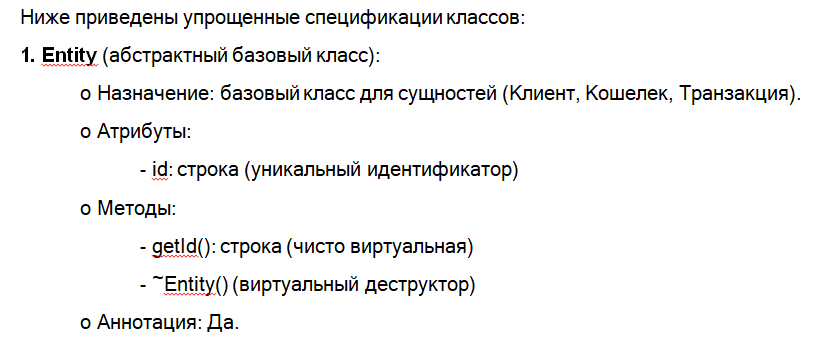 Ниже приведены упрощенные спецификации классов:
1. Entity (абстрактный базовый класс):
o Назначение: базовый класс для сущностей (Клиент, Кошелек, Транзакция).
o Атрибуты:
- id: строка (уникальный идентификатор)
o Методы:
- getId(): строка (чисто виртуальная)
- ~Entity() (виртуальный деструктор)
o Аннотация: Да.